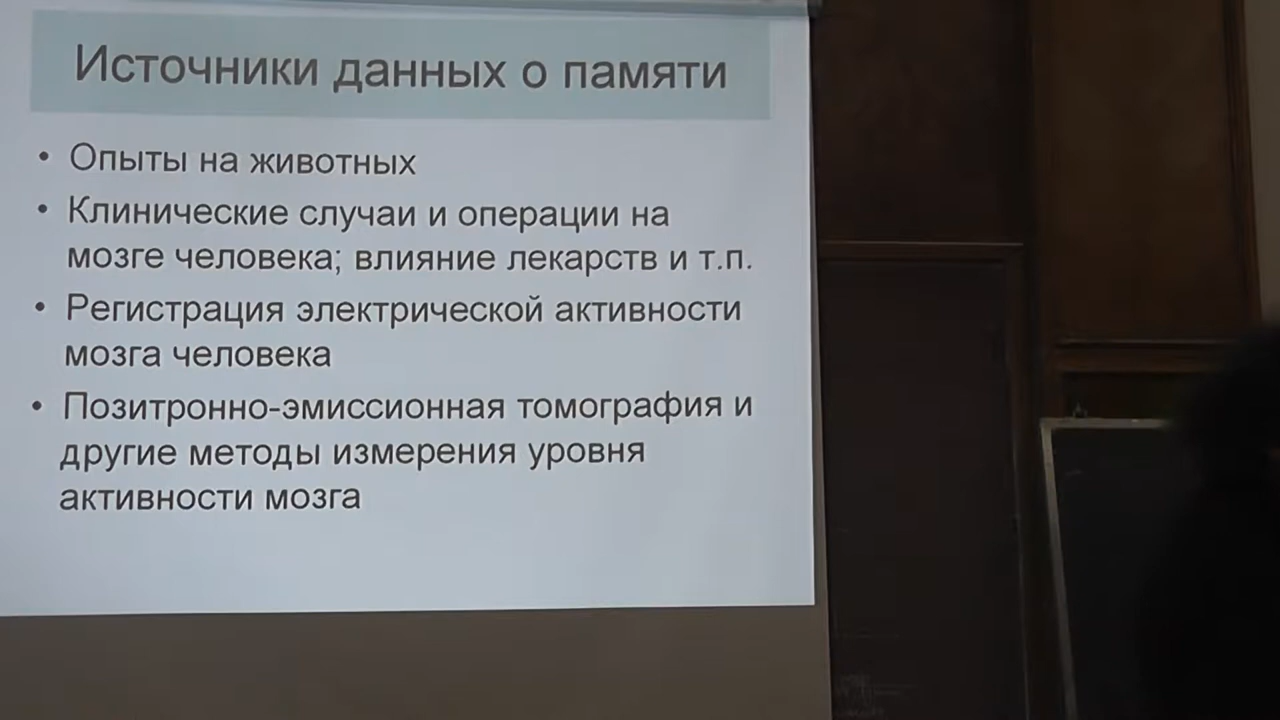 Источники данных о памяти
• Опыты на животных
• Клинические случаи и операции на
мозге человека; влияние лекарств и т.п.
• Регистрация электрической активности
мозга человека
• Позитронно-эмиссионная томография и
другие методы измерения уровня
активности мозга